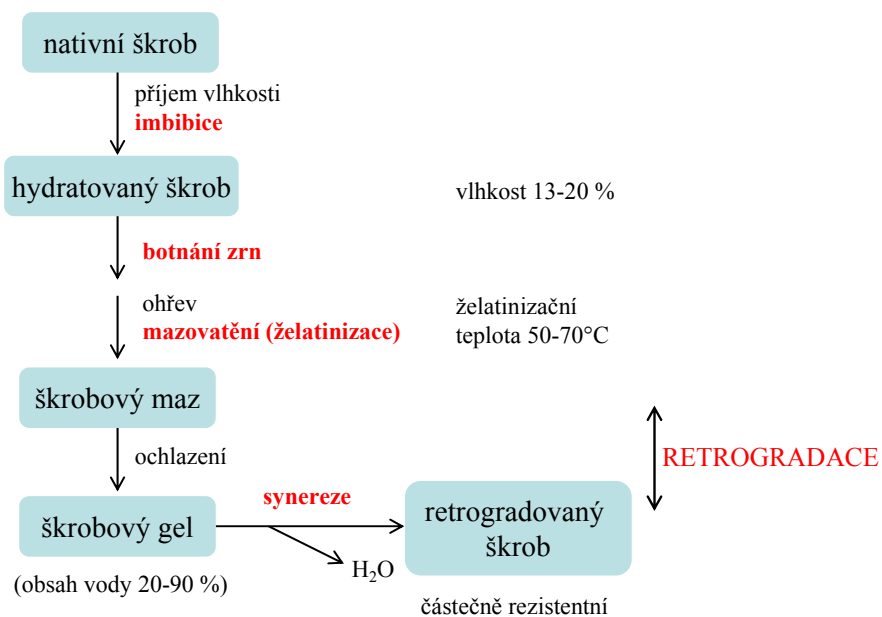 nativní škrob
příjem vlhkosti
imbibice
hydratovaný škrob
vlhkost 13-20 %
botnání zrn
ohřev
mazovatění (želatinizace)
želatinizační
teplota 50-70°C
škrobový maz
ochlazení
RETROGRADACE
synereze
škrobový gel
retrogradovaný
škrob
H₂O
(obsah vody 20-90 %)
částečně rezistentní